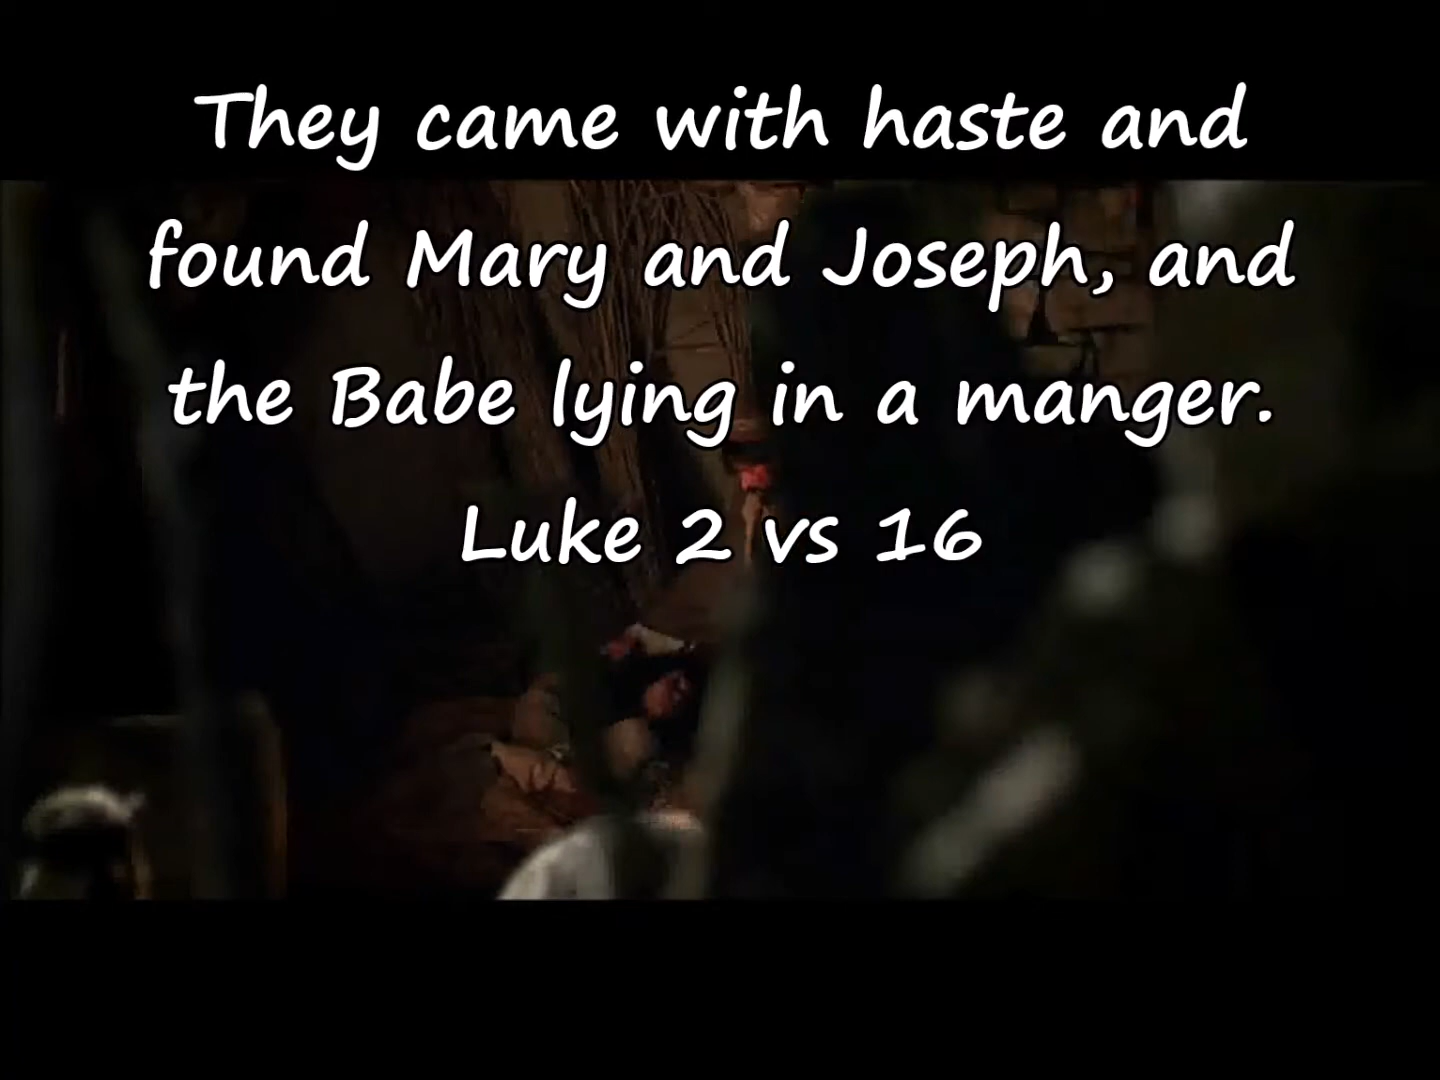 They came with haste and
found Mary and Joseph, and
the Babe lying in a manger.
Luke 2 vs 16